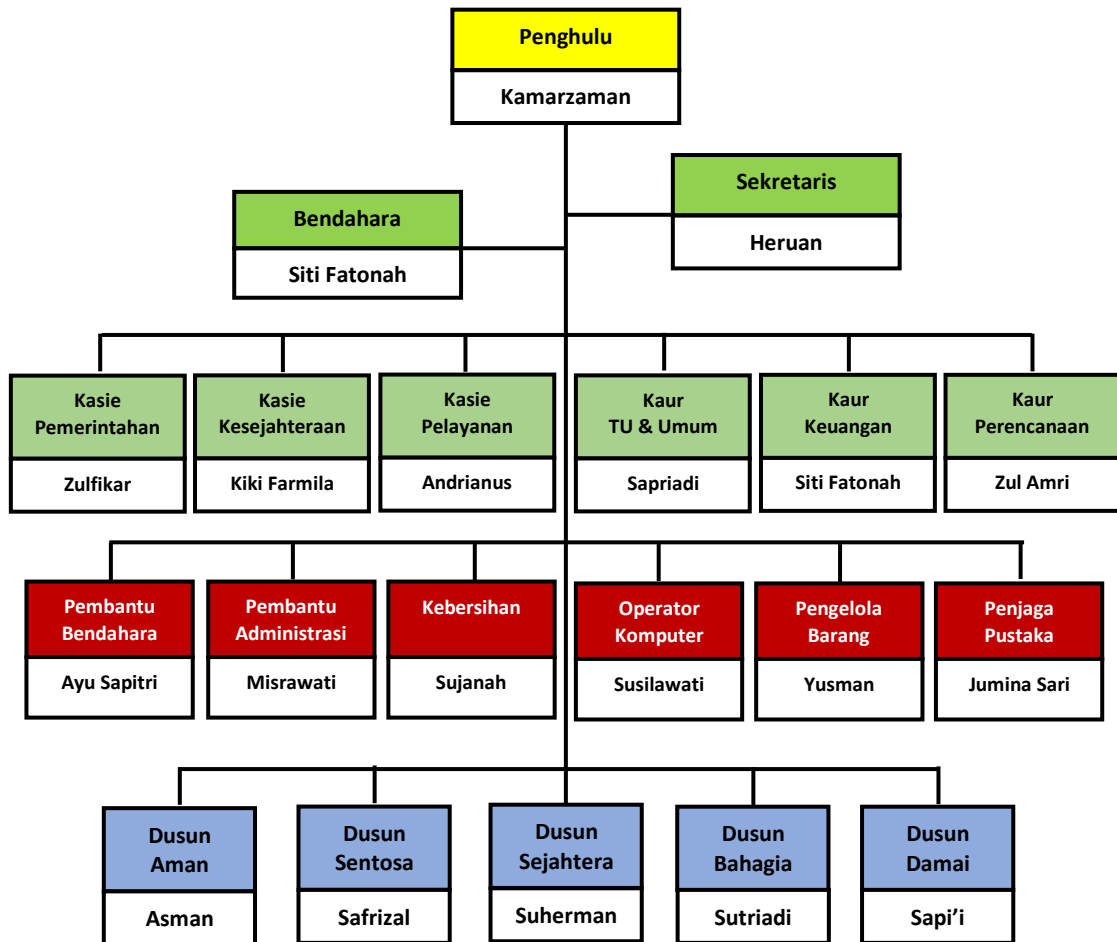 Penghulu
Kamarzaman
Sekretaris
Heruan
Bendahara
Siti Fatonah
Kasie
Pemerintahan
Zulfikar
Kasie
Kesejahteraan
Kiki Farmila
Kasie
Pelayanan
Andrianus
Kaur
TU & Umum
Sapriadi
Kaur
Keuangan
Siti Fatonah
Kaur
Perencanaan
Zul Amri
Pembantu
Bendahara
Ayu Sapitri
Pembantu
Administrasi
Misrawati
Kebersihan
Sujanah
Operator
Komputer
Susilawati
Pengelola
Barang
Yusman
Penjaga
Pustaka
Jumina Sari
Dusun
Aman
Asman
Dusun
Sentosa
Safrizal
Dusun
Sejahtera
Suherman
Dusun
Bahagia
Sutriadi
Dusun
Damai
Sapi’i